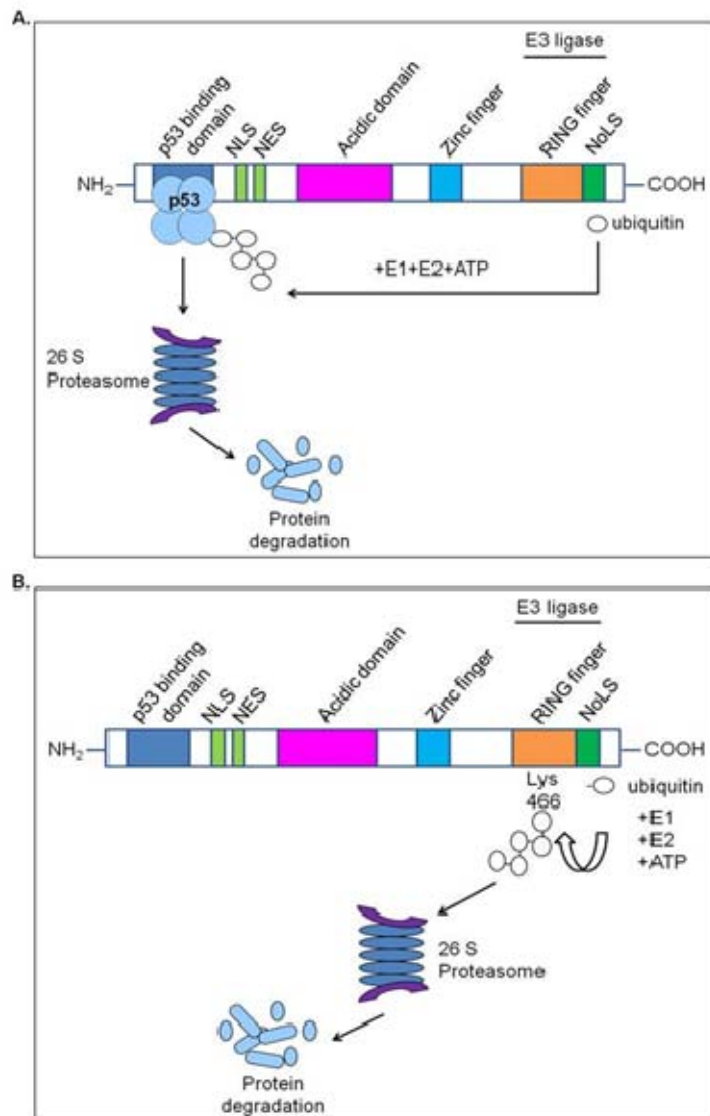 A.
E3 ligase
p53 binding
domain
NLS
NES
Acidic domain
Zinc finger
RING finger
NoLS
NH2
COOH
p53
ubiquitin
+E1+E2+ATP
26 S
Proteasome
Protein
degradation
B.
E3 ligase
p53 binding
domain
NLS
NES
Acidic domain
Zinc finger
RING finger
NoLS
NH2
COOH
Lys
466
ubiquitin
+E1
+E2
+ATP
26 S
Proteasome
Protein
degradation